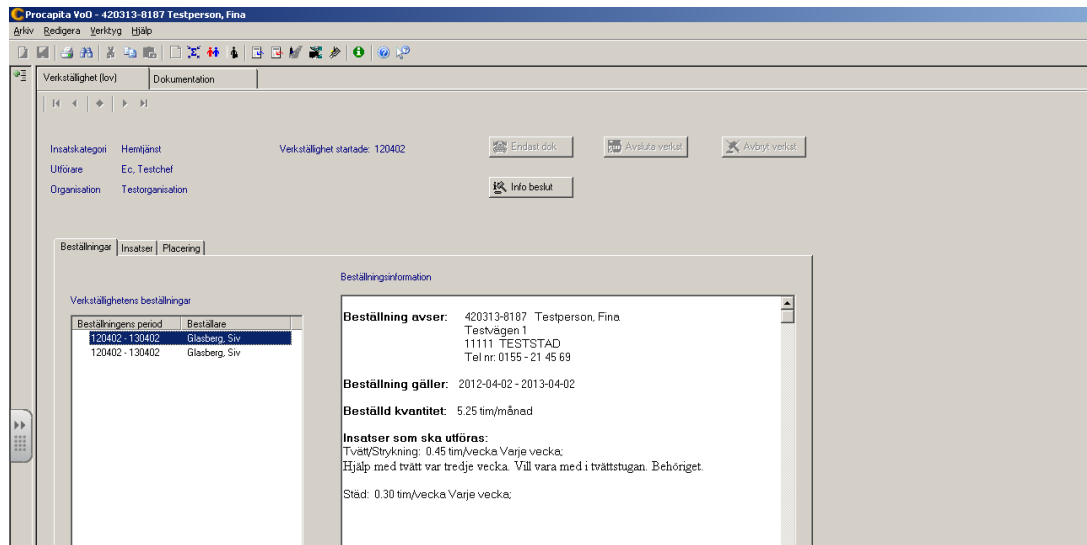 Procapita VoO - 420313-8187 Testperson, Fina
Arkiv Redigera Verktyg Hjälp
Verkställighet (lov) Dokumentation
Insatskategori Hemtjänst Verkställighet startade: 120402 Endast dok Avsluta verkst Avbryt verkst
Utförare Ec, Testchef
Organisation Testorganisation Info beslut
Beställningar Insatser Placering
Beställningsinformation
Verkställighetens beställningar
Beställningens period Beställare
120402 - 130402 Glasberg, Siv
120402 - 130402 Glasberg, Siv
Beställning avser: 420313-8187 Testperson, Fina
Testvägen 1
11111 TESTSTAD
Tel nr: 0155 - 21 45 69
Beställning gäller: 2012-04-02 - 2013-04-02
Beställd kvantitet: 5.25 tim/månad
Insatser som ska utföras:
Tvätt/Strykning: 0.45 tim/vecka Varje vecka;
Hjälp med tvätt var tredje vecka. Vill vara med i tvättstugan. Behöriget.
Städ: 0.30 tim/vecka Varje vecka;